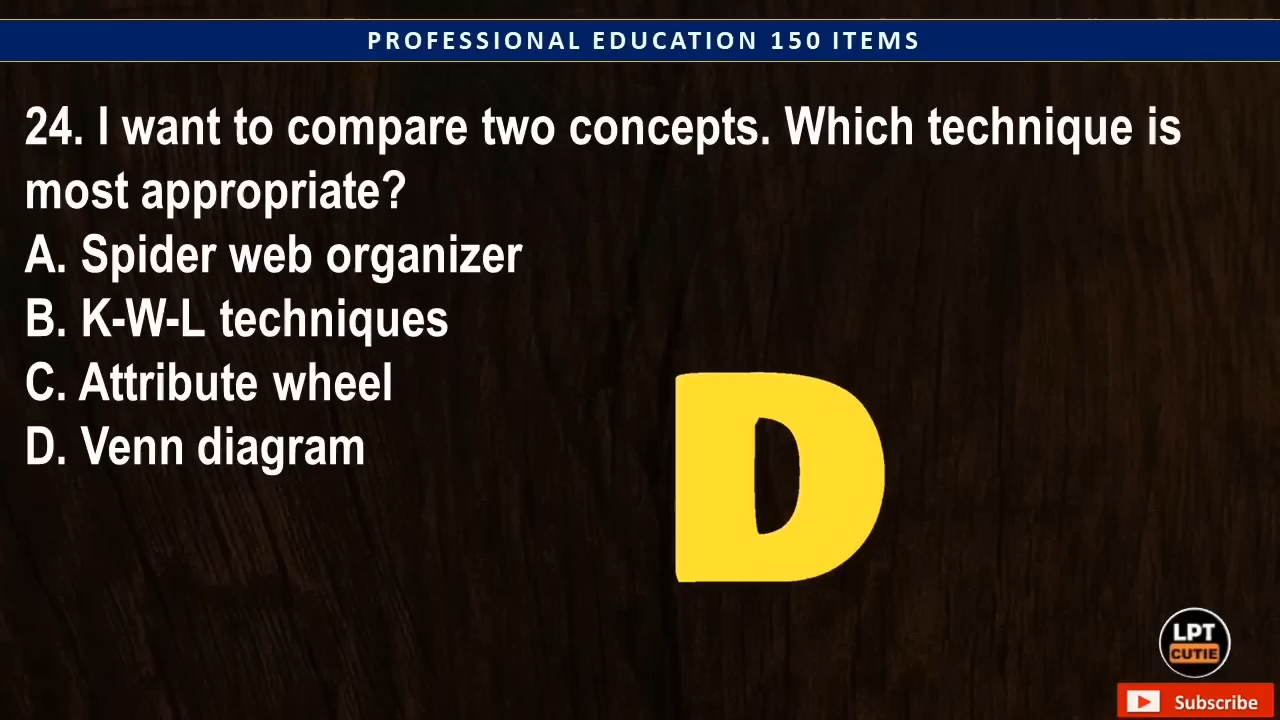 PROFESSIONAL EDUCATION 150 ITEMS
24. I want to compare two concepts. Which technique is
most appropriate?
A. Spider web organizer
B. K-W-L techniques
C. Attribute wheel
D. Venn diagram
D
LPT
CUTIE
Subscribe